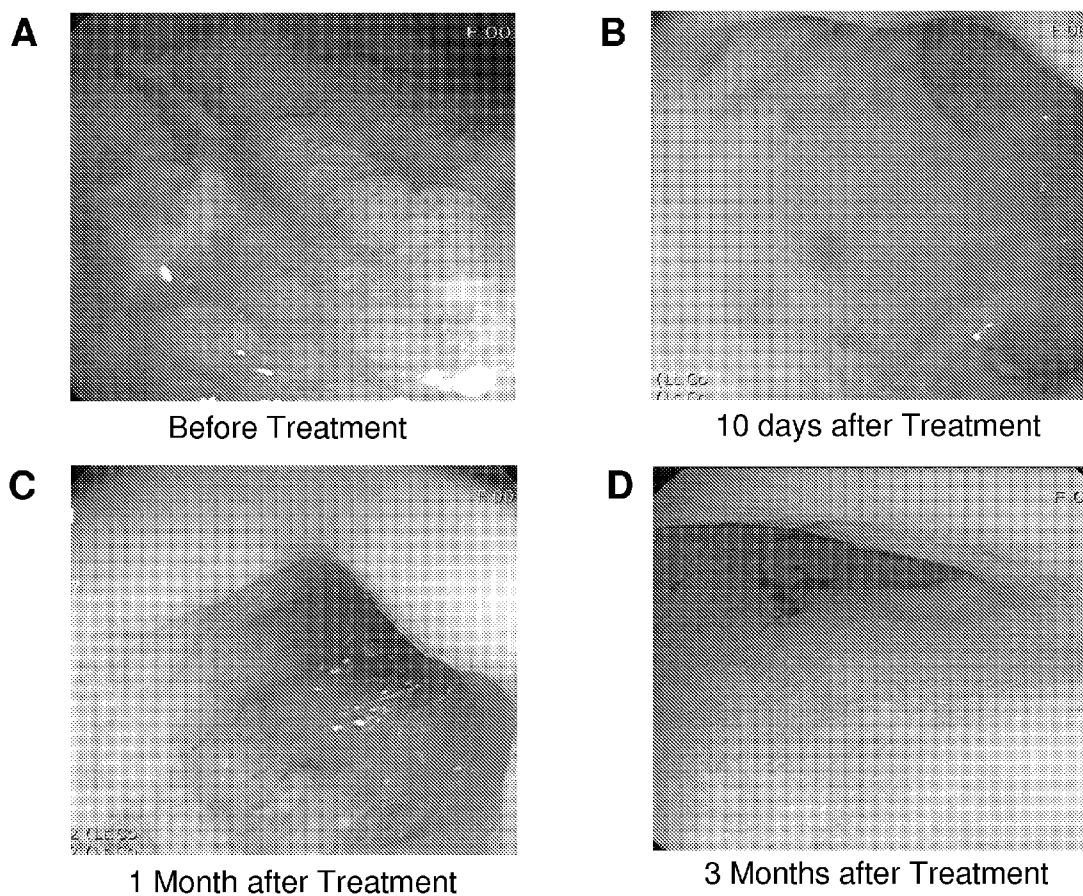 A
B
Before Treatment
10 days after Treatment
C
D
1 Month after Treatment
3 Months after Treatment